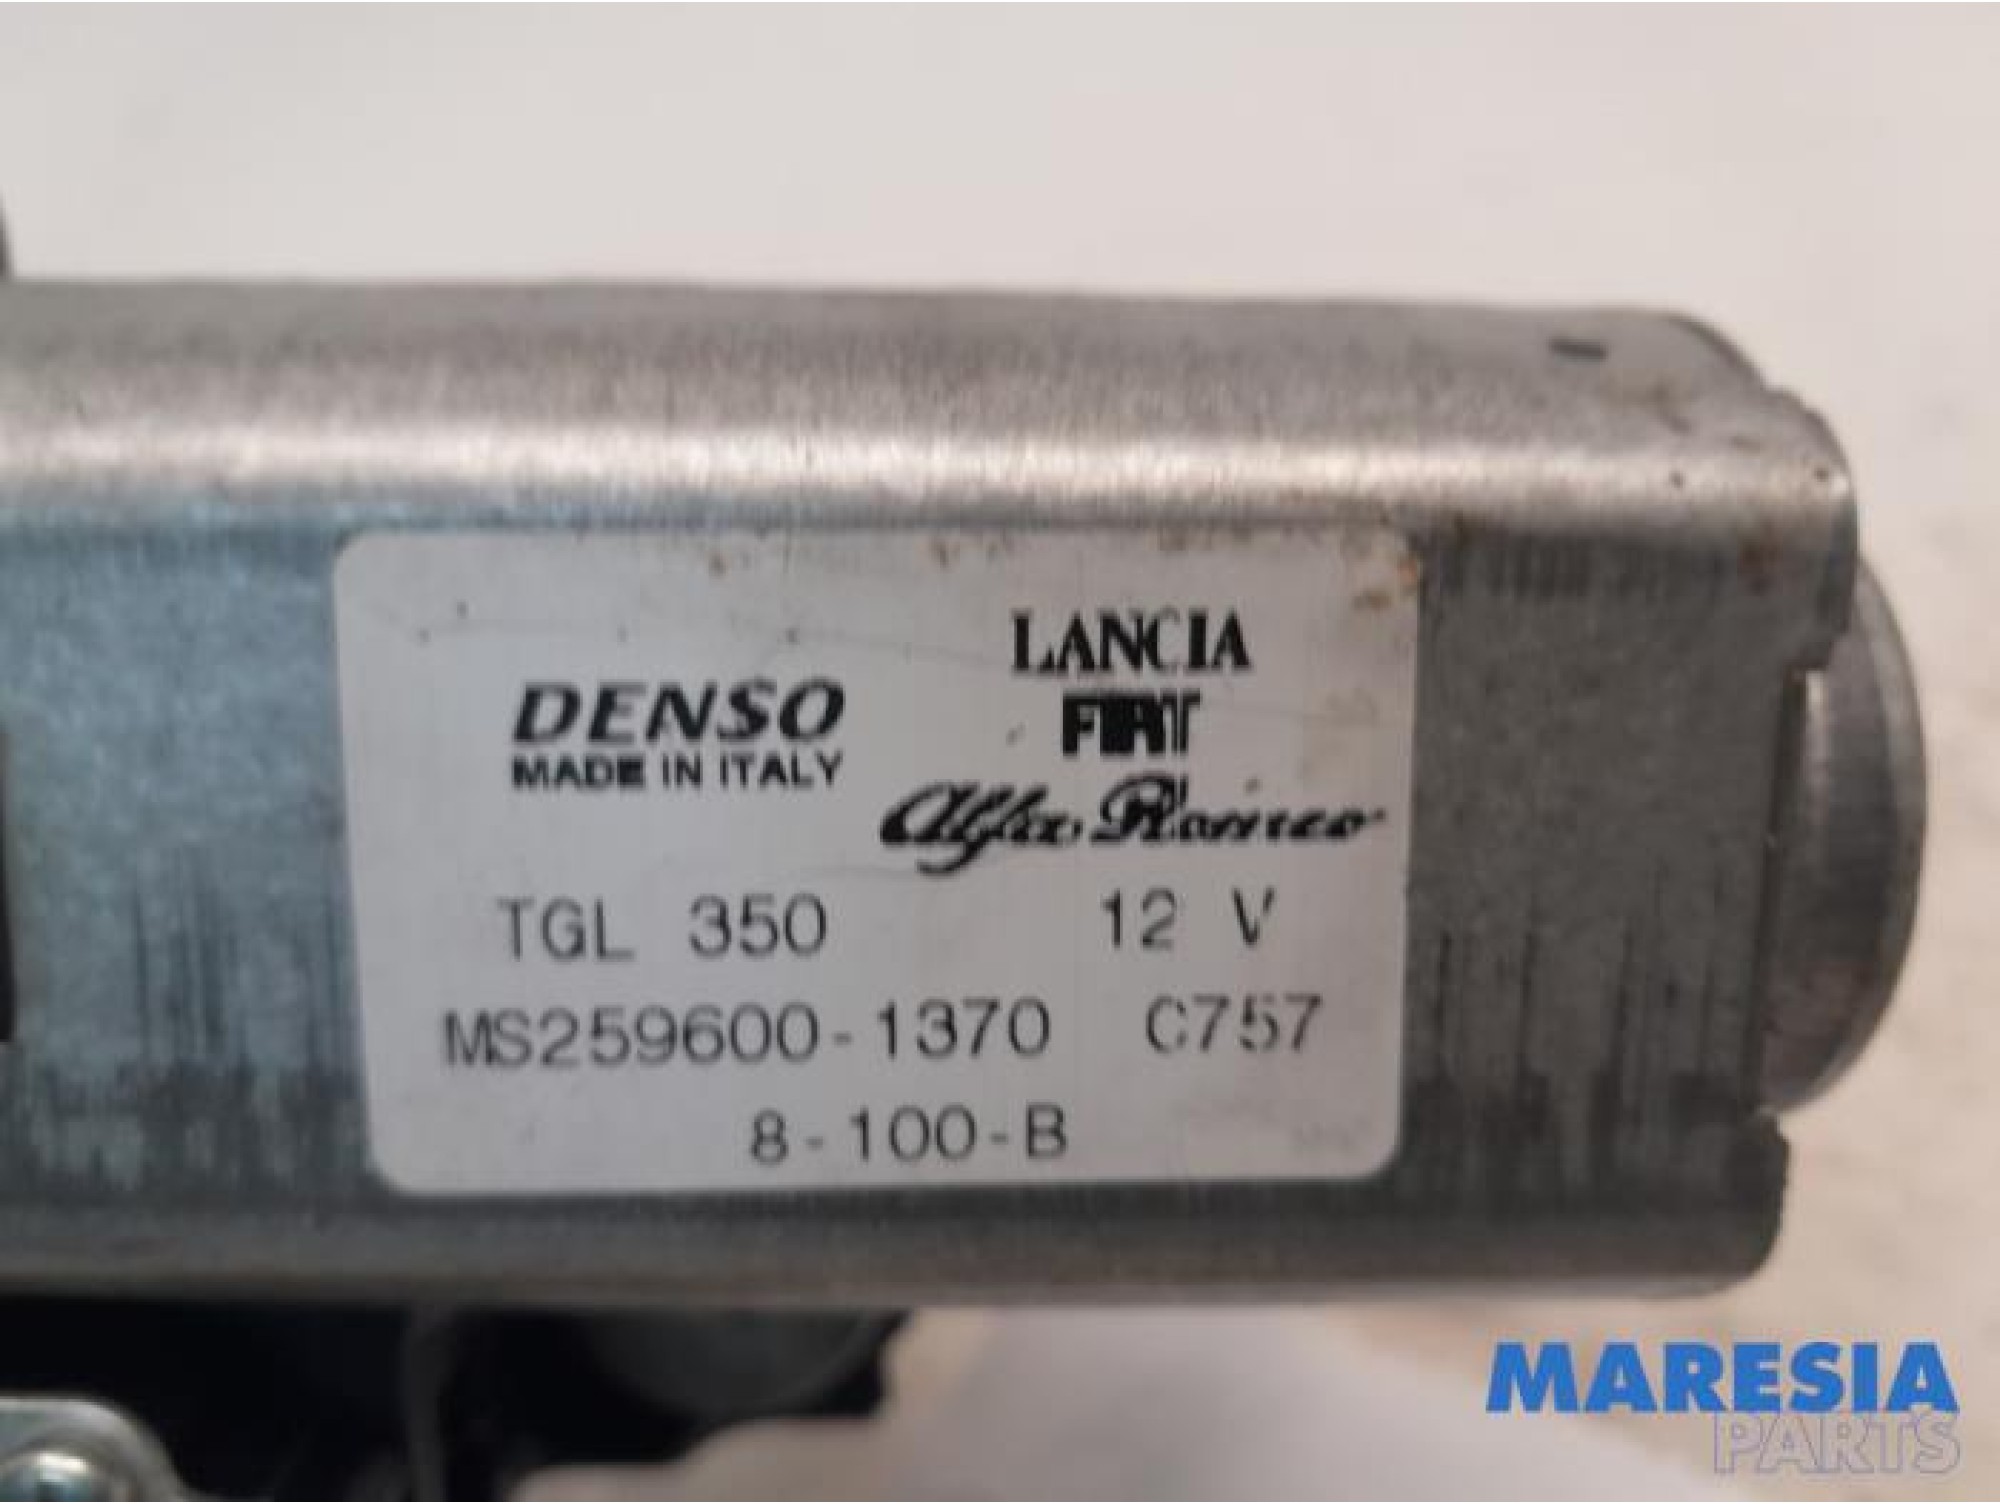 LANCIA
DENSO
FIAT
MADE IN ITALY
Alfa Romeo
TGL 350 12 V
MS259600-1370 C757
8-100-B
MARESIA
PARTS